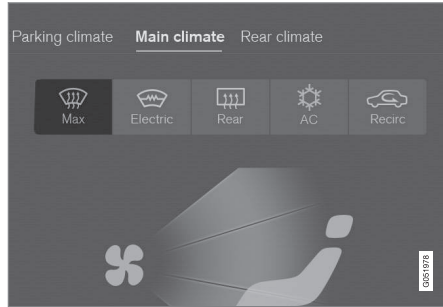 Parking climate Main climate Rear climate
Max Electric Rear AC Recirc
G051978